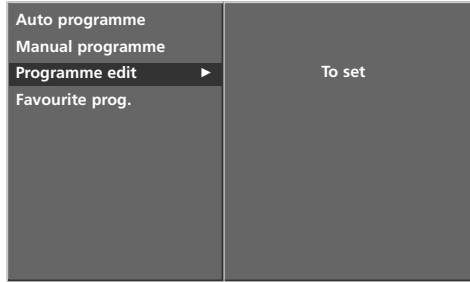 Auto programme
Manual programme
Programme edit ►
To set
Favourite prog.